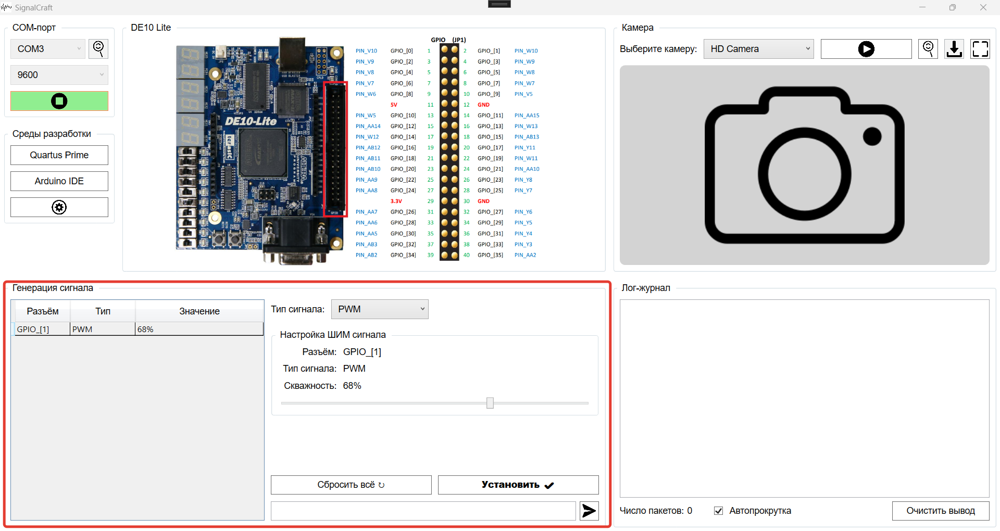 SignalCraft
COM-порт
COM3
9600
Среды разработки
Quartus Prime
Arduino IDE
DE10 Lite
DE10-Lite
terasic
GPIO (JP1)
PIN_V10 GPIO_[0] 1 2 GPIO_[1] PIN_W10
PIN_V9 GPIO_[2] 3 4 GPIO_[3] PIN_W9
PIN_V8 GPIO_[4] 5 6 GPIO_[5] PIN_W8
PIN_V7 GPIO_[6] 7 8 GPIO_[7] PIN_W7
PIN_W6 GPIO_[8] 9 10 GPIO_[9] PIN_V5
5V 11 12 GND
PIN_W5 GPIO_[10] 13 14 GPIO_[11] PIN_AA15
PIN_AA14 GPIO_[12] 15 16 GPIO_[13] PIN_W13
PIN_W12 GPIO_[14] 17 18 GPIO_[15] PIN_AB13
PIN_AB12 GPIO_[16] 19 20 GPIO_[17] PIN_Y11
PIN_AB11 GPIO_[18] 21 22 GPIO_[19] PIN_W11
PIN_AB10 GPIO_[20] 23 24 GPIO_[21] PIN_AA10
PIN_AA9 GPIO_[22] 25 26 GPIO_[23] PIN_Y8
PIN_AA8 GPIO_[24] 27 28 GPIO_[25] PIN_Y7
3.3V 29 30 GND
PIN_AA7 GPIO_[26] 31 32 GPIO_[27] PIN_Y6
PIN_AA6 GPIO_[28] 33 34 GPIO_[29] PIN_Y5
PIN_AA5 GPIO_[30] 35 36 GPIO_[31] PIN_Y4
PIN_AB3 GPIO_[32] 37 38 GPIO_[33] PIN_Y3
PIN_AB2 GPIO_[34] 39 40 GPIO_[35] PIN_AA2
Камера
Выберите камеру: HD Camera
Генерация сигнала
Разъём Тип Значение
GPIO_[1] PWM 68%
Тип сигнала: PWM
Настройка ШИМ сигнала
Разъём: GPIO_[1]
Тип сигнала: PWM
Скважность: 68%
Сбросить всё ↻
Установить ✔
Лог-журнал
Число пакетов: 0
Автопрокрутка
Очистить вывод